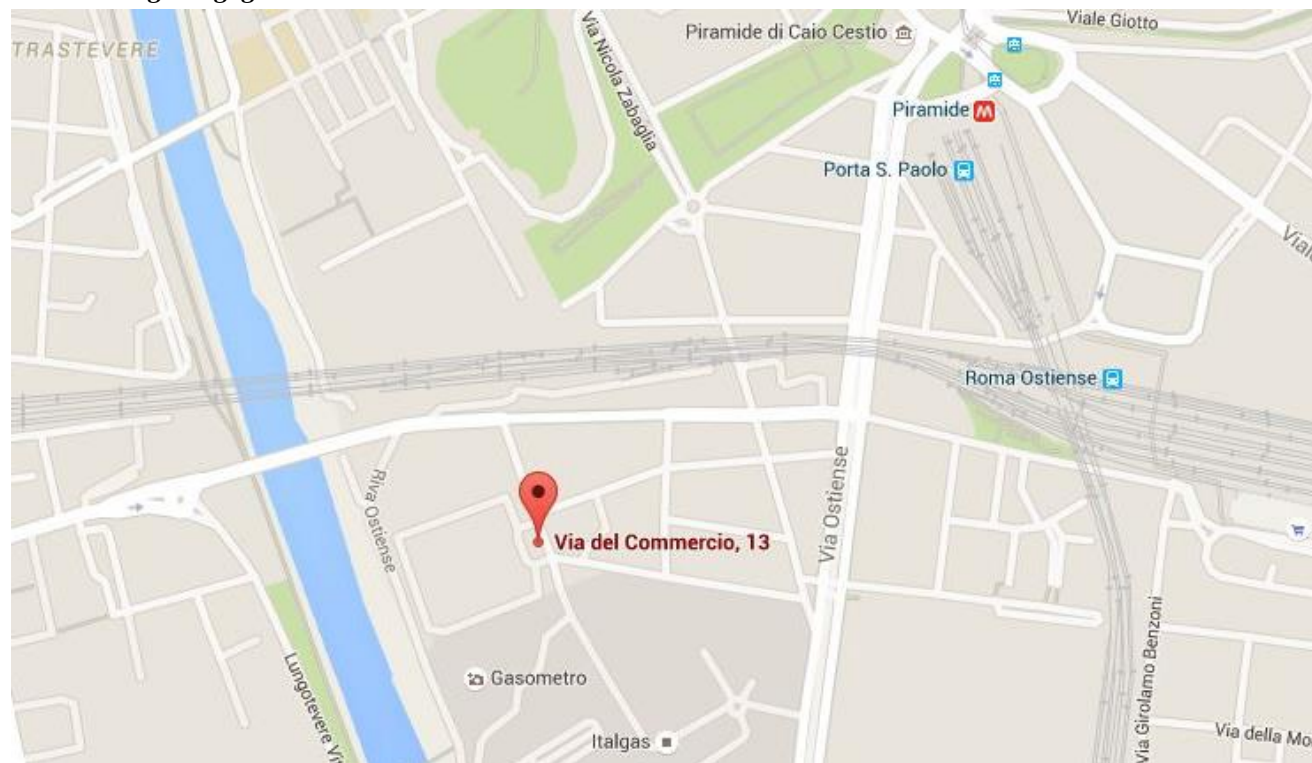 Viale Giotto
Piramide di Caio Cestio
TRASTEVERE
Via Nicola Zabaglia
Piramide
Porta S. Paolo
Roma Ostiense
Via Ostiense
Riva Ostiense
Via del Commercio, 13
Via Girolamo Benzoni
Gasometro
Lungotevere
Italgas
Via della